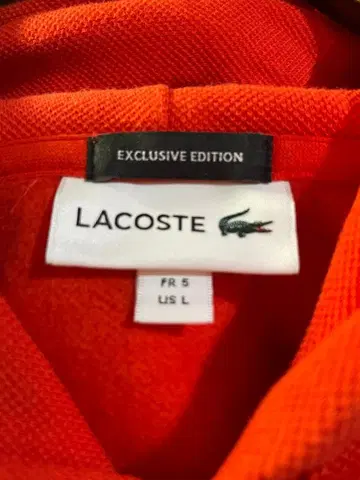 EXCLUSIVE EDITION
LACOSTE
FR 5
US L